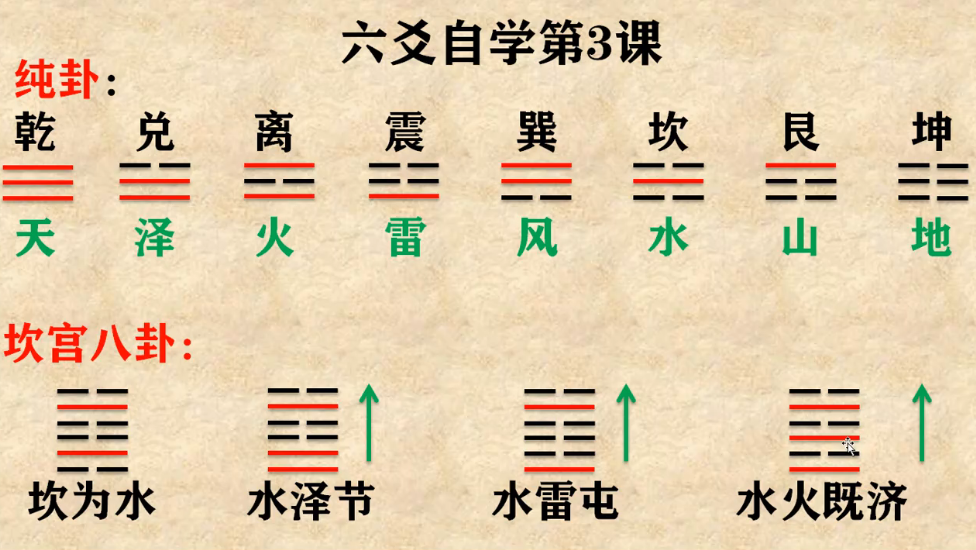 六爻自学第3课
纯卦：
乾 兑 离 震 巽 坎 艮 坤
天 泽 火 雷 风 水 山 地
坎宫八卦：
坎为水 水泽节 水雷屯 水火既济